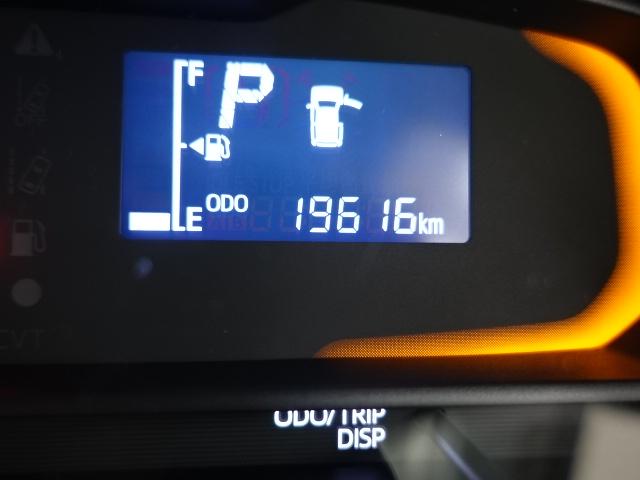 F
P
E
ODO 19616km
CVT
ODO/TRIP
DISP